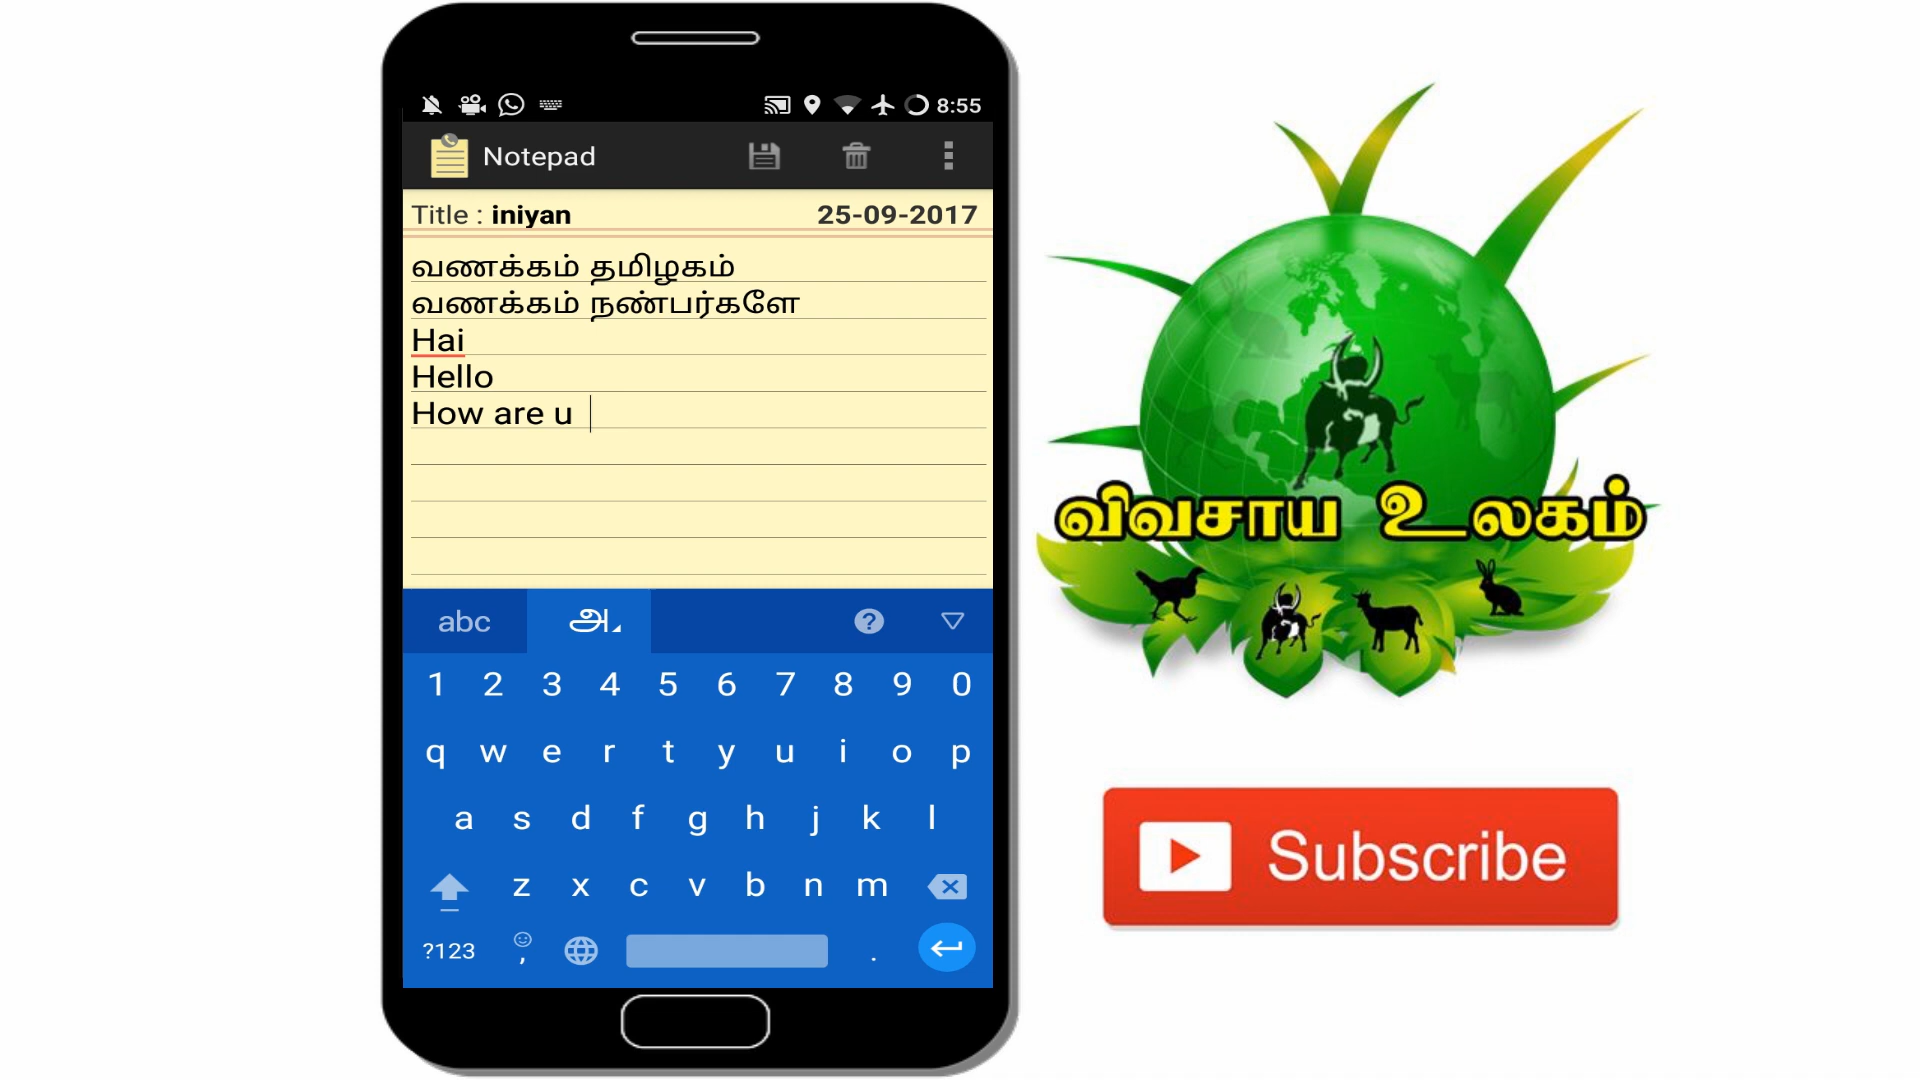 8:55
Notepad
Title : iniyan 25-09-2017
வணக்கம் தமிழகம்
வணக்கம் நண்பர்களே
Hai
Hello
How are u
abc அ
1 2 3 4 5 6 7 8 9 0
q w e r t y u i o p
a s d f g h j k l
z x c v b n m
?123 , .
விவசாய உலகம்
Subscribe